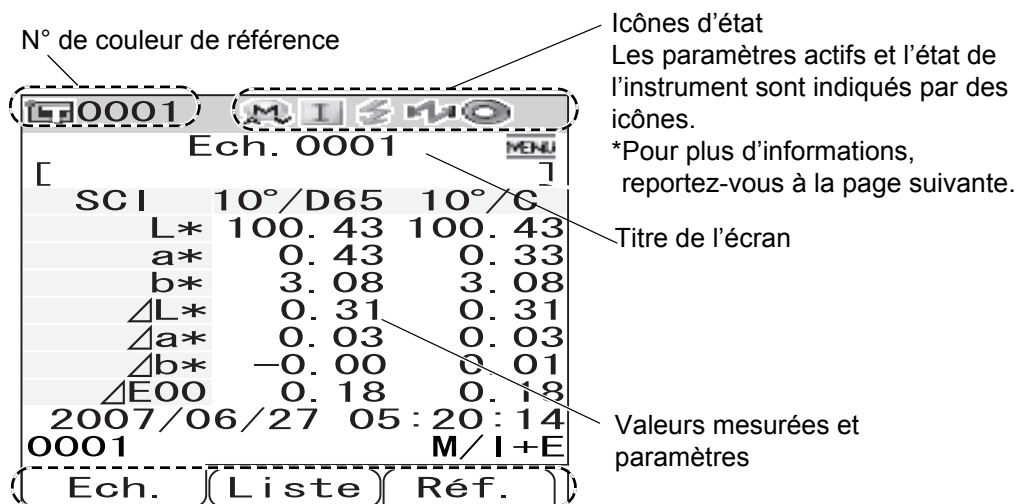 N° de couleur de référence
Icônes d’état
Les paramètres actifs et l’état de
l’instrument sont indiqués par des
icônes.
*Pour plus d’informations,
reportez-vous à la page suivante.
0001 M I
Ech. 0001 MENU
[ ]
SCI 10°/D65 10°/C
L* 100. 43 100. 43
a* 0. 43 0. 33
b* 3. 08 3. 08
⊿L* 0. 31 0. 31
⊿a* 0. 03 0. 03
⊿b* −0. 00 0. 01
⊿E00 0. 18 0. 18
2007/06/27 05:20:14
0001 M/I+E
Ech. Liste Réf.
Titre de l’écran
Valeurs mesurées et
paramètres